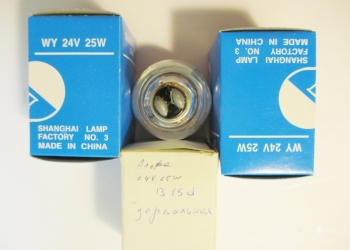 WY 24V 25W
SHANGHAI LAMP
FACTORY NO. 3
MADE IN CHINA
SHANGHAI LAMP
FACTORY NO. 3
MADE IN CHINA
WY 24V 25W
24V 25W
B15d
зеркальная